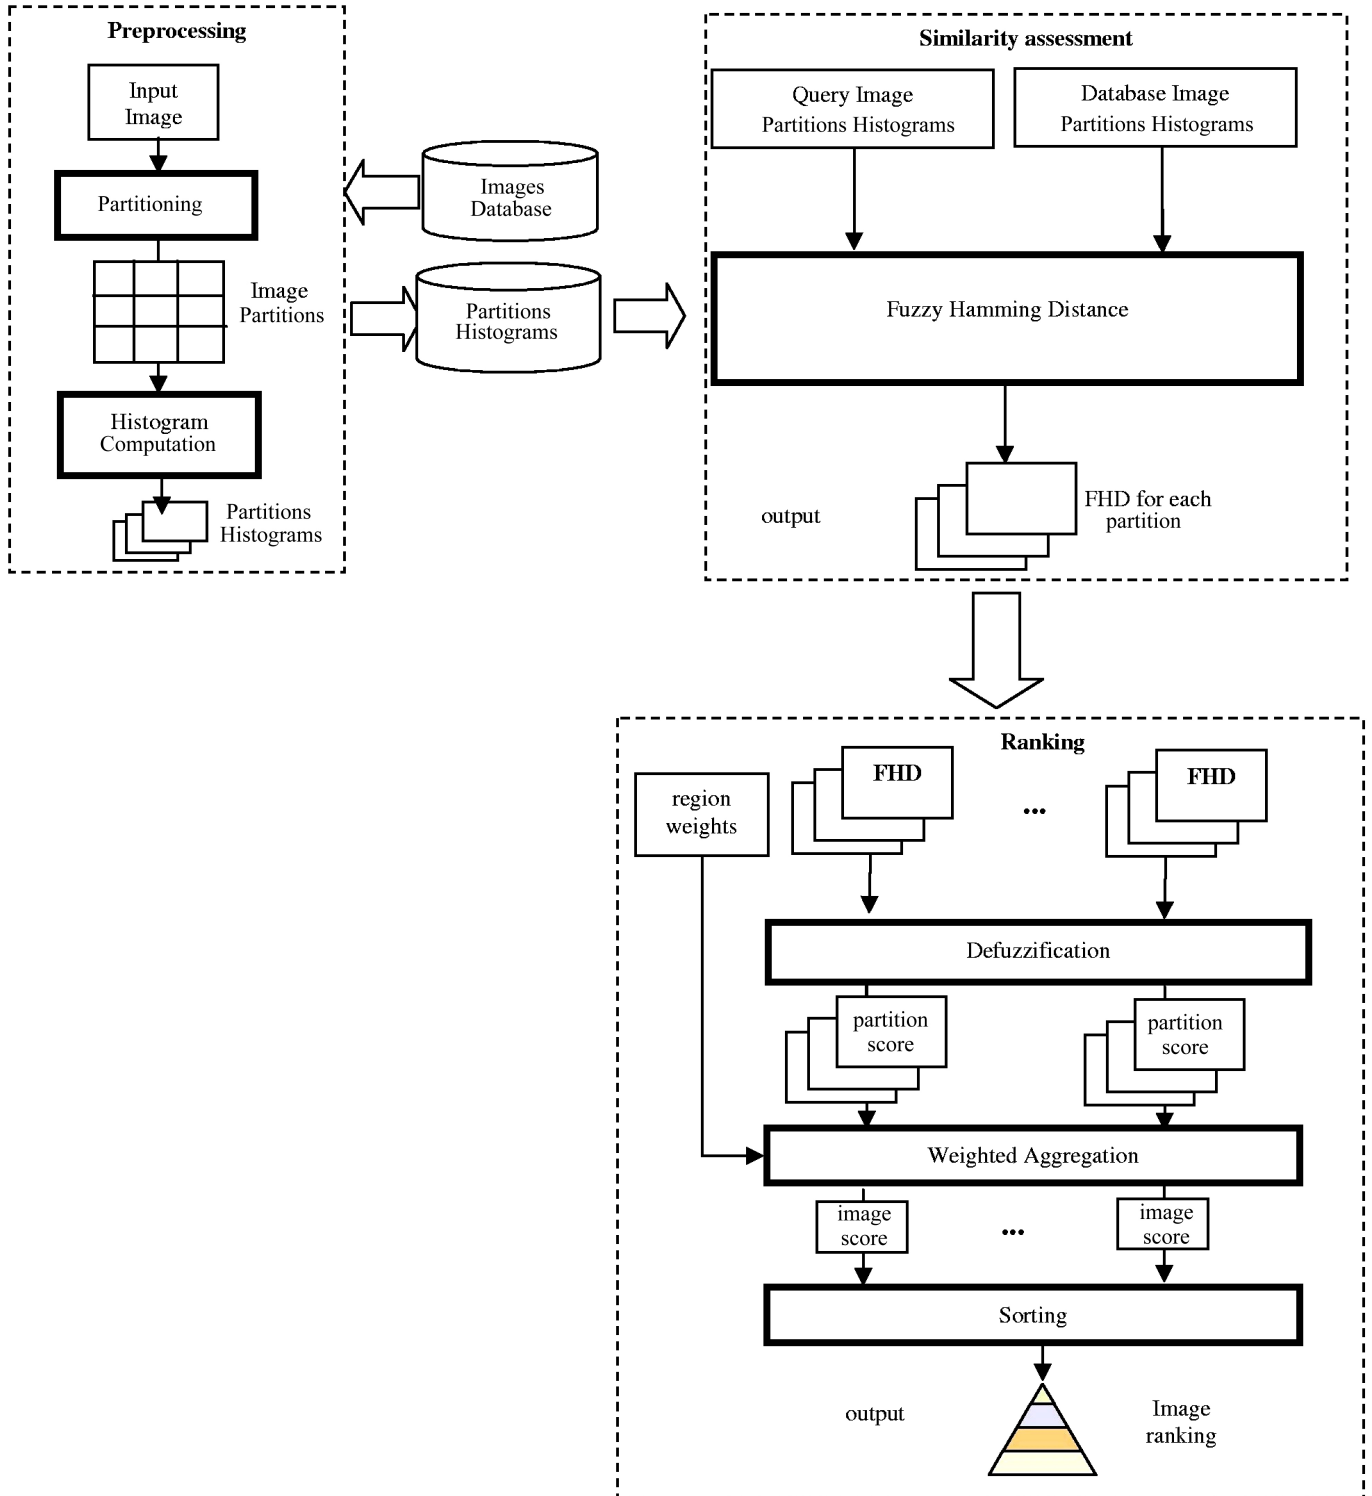 Preprocessing
Input
Image
Partitioning
Image
Partitions
Histogram
Computation
Partitions
Histograms
Images
Database
Partitions
Histograms
Similarity assessment
Query Image
Partitions Histograms
Database Image
Partitions Histograms
Fuzzy Hamming Distance
output
FHD for each
partition
Ranking
region
weights
FHD
...
FHD
Defuzzification
partition
score
partition
score
Weighted Aggregation
image
score
...
image
score
Sorting
output
Image
ranking